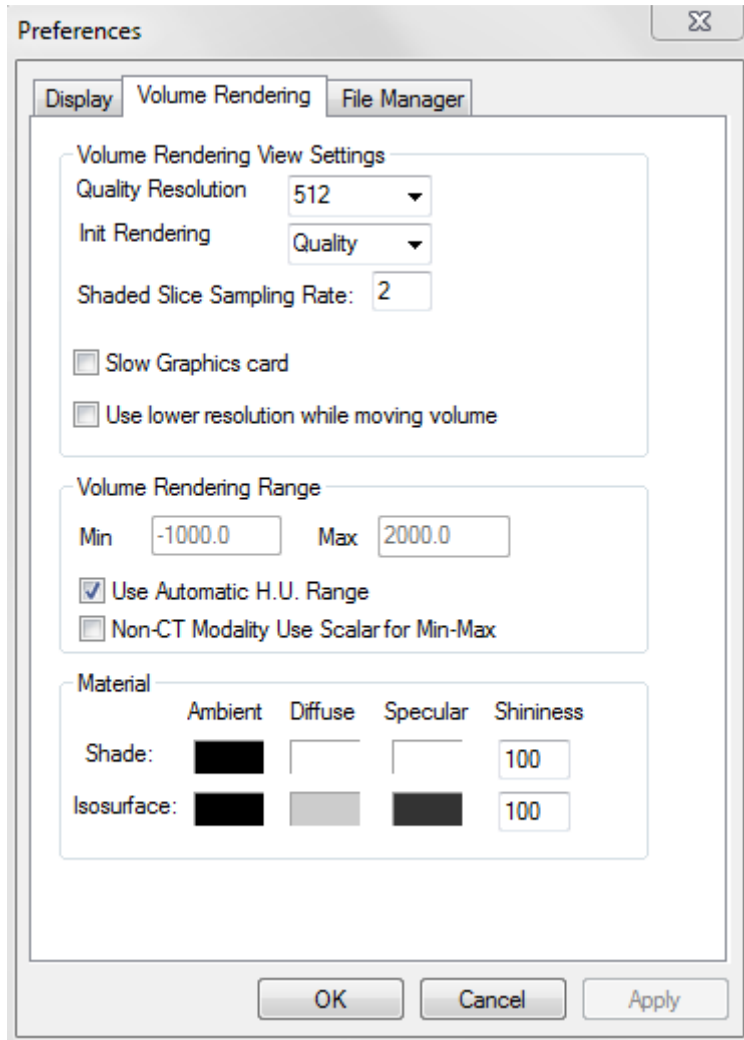 Preferences
Display Volume Rendering File Manager
Volume Rendering View Settings
Quality Resolution 512
Init Rendering Quality
Shaded Slice Sampling Rate: 2
Slow Graphics card
Use lower resolution while moving volume
Volume Rendering Range
Min -1000.0 Max 2000.0
Use Automatic H.U. Range
Non-CT Modality Use Scalar for Min-Max
Material
Ambient Diffuse Specular Shininess
Shade: 100
Isosurface: 100
OK Cancel Apply